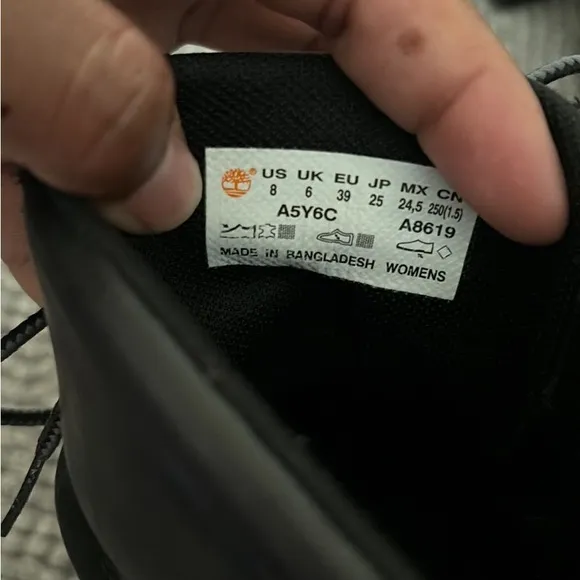 US UK EU JP MX CN
8 6 39 25 24,5 250(1.5)
A5Y6C A8619
MADE IN BANGLADESH WOMENS